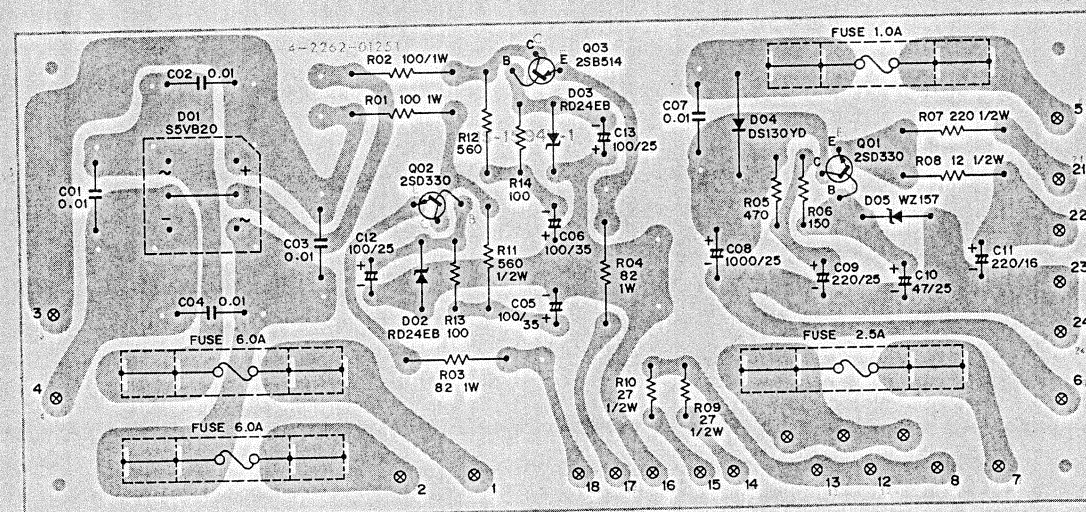 FUSE 1.0A
4-2262-01251
C02 0.01
R02 100/1W
C
B
E
Q03
2SB514
R01 100 1W
D03
RD24EB
C07
0.01
D04
DS130YD
5
D01
S5VB20
R12
560
C13
100/25
R07 220 1/2W
Q01
2SD330
R08 12 1/2W
E
C
B
C01
0.01
~
+
-
~
Q02
2SD330
R14
100
R05
470
R06
150
D05 WZ157
21
22
C03
0.01
C12
100/25
R11
560
1/2W
C06
100/35
R04
82
1W
C08
1000/25
C09
220/25
C10
47/25
C11
220/16
23
C04
0.01
3
D02
RD24EB
R13
100
C05
100/
35
24
FUSE 6.0A
FUSE 2.5A
R03
82 1W
4
R10
27
1/2W
R09
27
1/2W
6
FUSE 6.0A
2
1
18
17
16
15
14
13
12
8
7